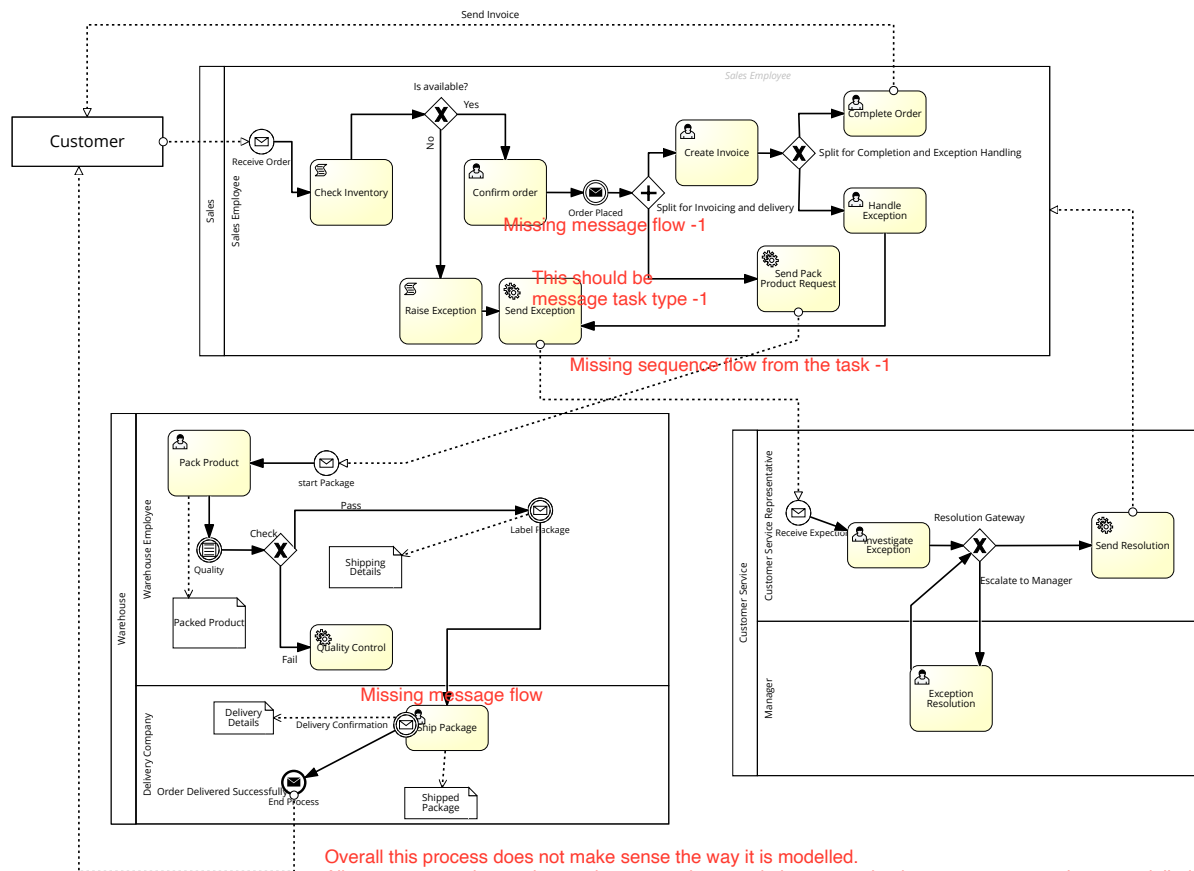 Send Invoice
Sales Employee
Is available?
Yes
No
Customer
Receive Order
Check Inventory
Confirm order
Order Placed
Create Invoice
Complete Order
Split for Completion and Exception Handling
Split for Invoicing and delivery
Handle
Exception
Missing message flow -1
Sales
Sales Employee
This should be
message task type -1
Raise Exception
Send Exception
Send Pack
Product Request
Missing sequence flow from the task -1
Pack Product
start Package
Pass
Label Package
Check
Quality
Shipping
Details
Packed Product
Fail
Quality Control
Warehouse
Warehouse Employee
Missing message flow
Delivery
Details
Delivery Confirmation
Ship Package
Delivery Company
Order Delivered Successfully
End Process
Shipped
Package
Customer Service
Customer Service Representative
Receive Expection
Investigate
Exception
Resolution Gateway
Send Resolution
Escalate to Manager
Manager
Exception
Resolution
Overall this process does not make sense the way it is modelled.